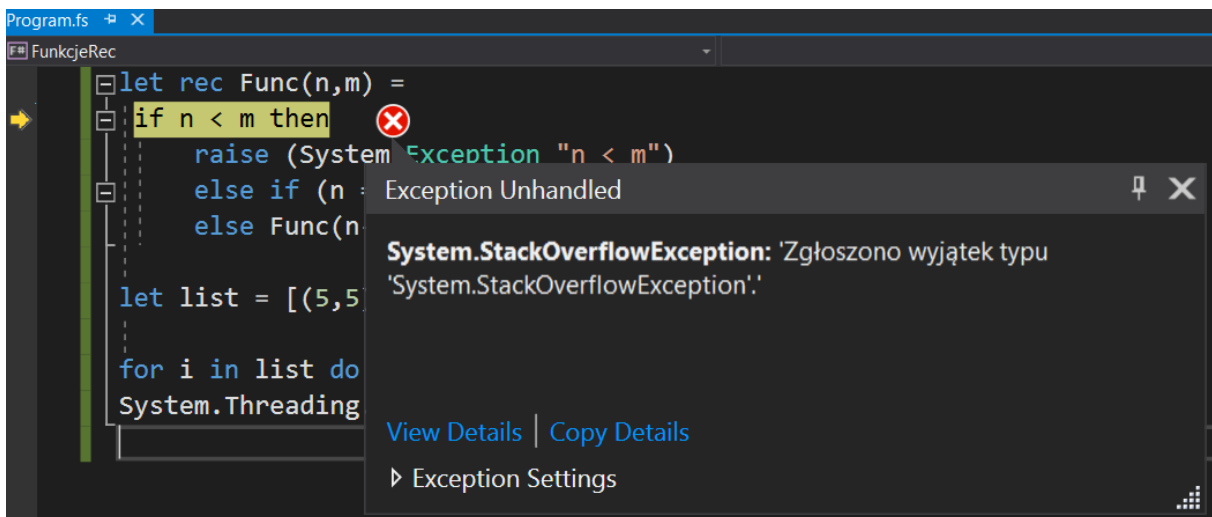 Program.fs
F# FunkcjeRec
let rec Func(n,m) =
if n < m then
raise (System.Exception "n < m")
else if (n
else Func(n
let list = [(5,5
for i in list do
System.Threading
Exception Unhandled
System.StackOverflowException: 'Zgłoszono wyjątek typu
'System.StackOverflowException'.'
View Details | Copy Details
Exception Settings